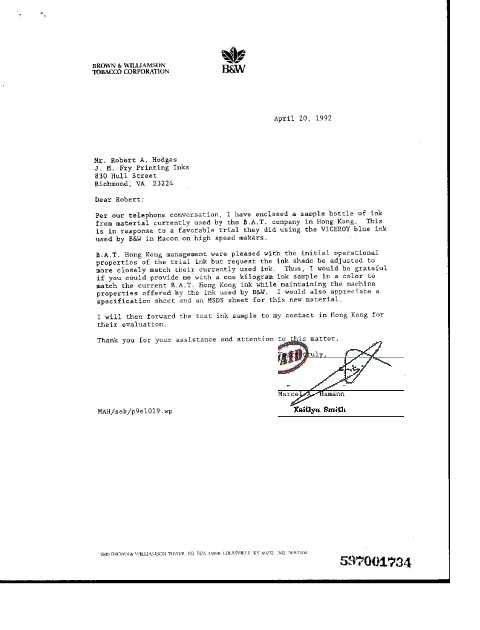 BROWN & WILLIAMSON
TOBACCO CORPORATION
B&W
April 20, 1992
Mr. Robert A. Hodges
J. M. Fry Printing Inks
830 Hull Street
Richmond, VA 23224
Dear Robert:
Per our telephone conversation, I have enclosed a sample bottle of ink
from material currently used by the B.A.T. company in Hong Kong. This
is in response to a favorable trial they did using the VICEROY blue ink
used by B&W in Macon on high speed makers.
B.A.T. Hong Kong management were pleased with the initial operational
properties of the trial ink but request the ink shade be adjusted to
more closely match their currently used ink. Thus, I would be grateful
if you could provide me with a one kilogram ink sample in a color to
match the current B.A.T. Hong Kong ink while maintaining the machine
properties offered by the ink used by B&W. I would also appreciate a
specification sheet and an MSDS sheet for this new material.
I will then forward the test ink sample to my contact in Hong Kong for
their evaluation.
Thank you for your assistance and attention to this matter.
truly,
Marcel A. Hamann
Kaitlyn Smith
MAH/sek/p9el019.wp
BROWN & WILLIAMSON TOWER, P.O. BOX LOUISVILLE, KY
597001734